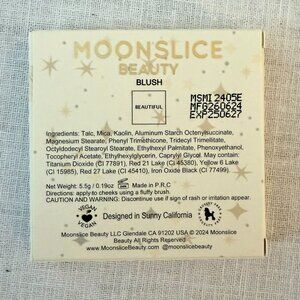 MOONSLICE
BEAUTY
BLUSH
BEAUTIFUL
MSMI2405E
MF0260624
EXP250627
Ingredients: Talc, Mica, Kaolin, Aluminum Starch Octenylsuccinate,
Magnesium Stearate, Phenyl Trimethicone, Tridecyl Trimellitate,
Octyldodecyl Stearoyl Stearate, Ethylhexyl Palmitate, Phenoxyethanol,
Tocopheryl Acetate, Ethylhexylglycerin, Caprylyl Glycol. May contain:
Titanium Dioxide (CI 77891), Red 21 Lake (CI 45380), Yellow 6 Lake
(CI 15985), Red 27 Lake (CI 45410), Iron Oxide Black (CI 77499).
Net Weight: 5.5g / 0.19oz Made in P.R.C
Directions: apply to cheeks using a fluffy brush.
CAUTION AND WARNING: Discontinue use if sign of rash or irritation appear.
VEGAN
VEGAN
Designed in Sunny California
Moonslice Beauty LLC Glendale CA 91202 USA © 2024 Moonslice
Beauty All Rights Reserved
www.MoonsliceBeauty.com @moonslicebeauty